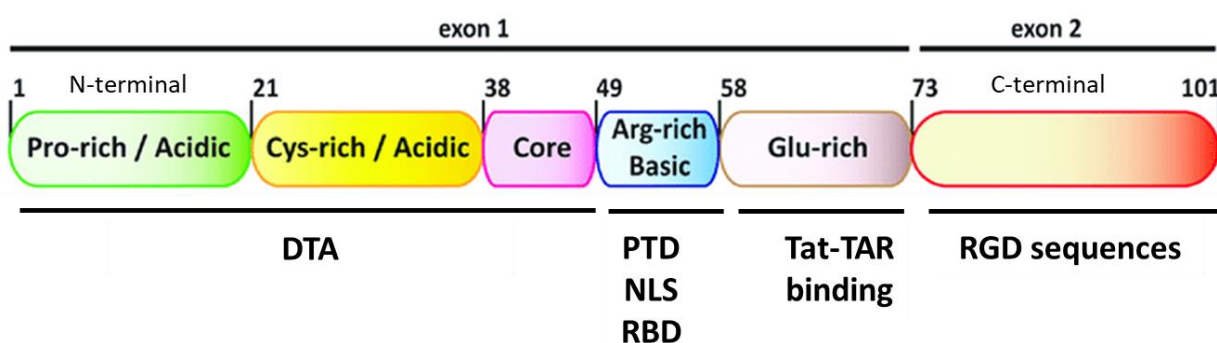 exon 1 exon 2
1 N-terminal 21 38 49 58 73 C-terminal 101
Pro-rich / Acidic Cys-rich / Acidic Core Arg-rich Basic Glu-rich
DTA PTD Tat-TAR RGD sequences
NLS binding
RBD